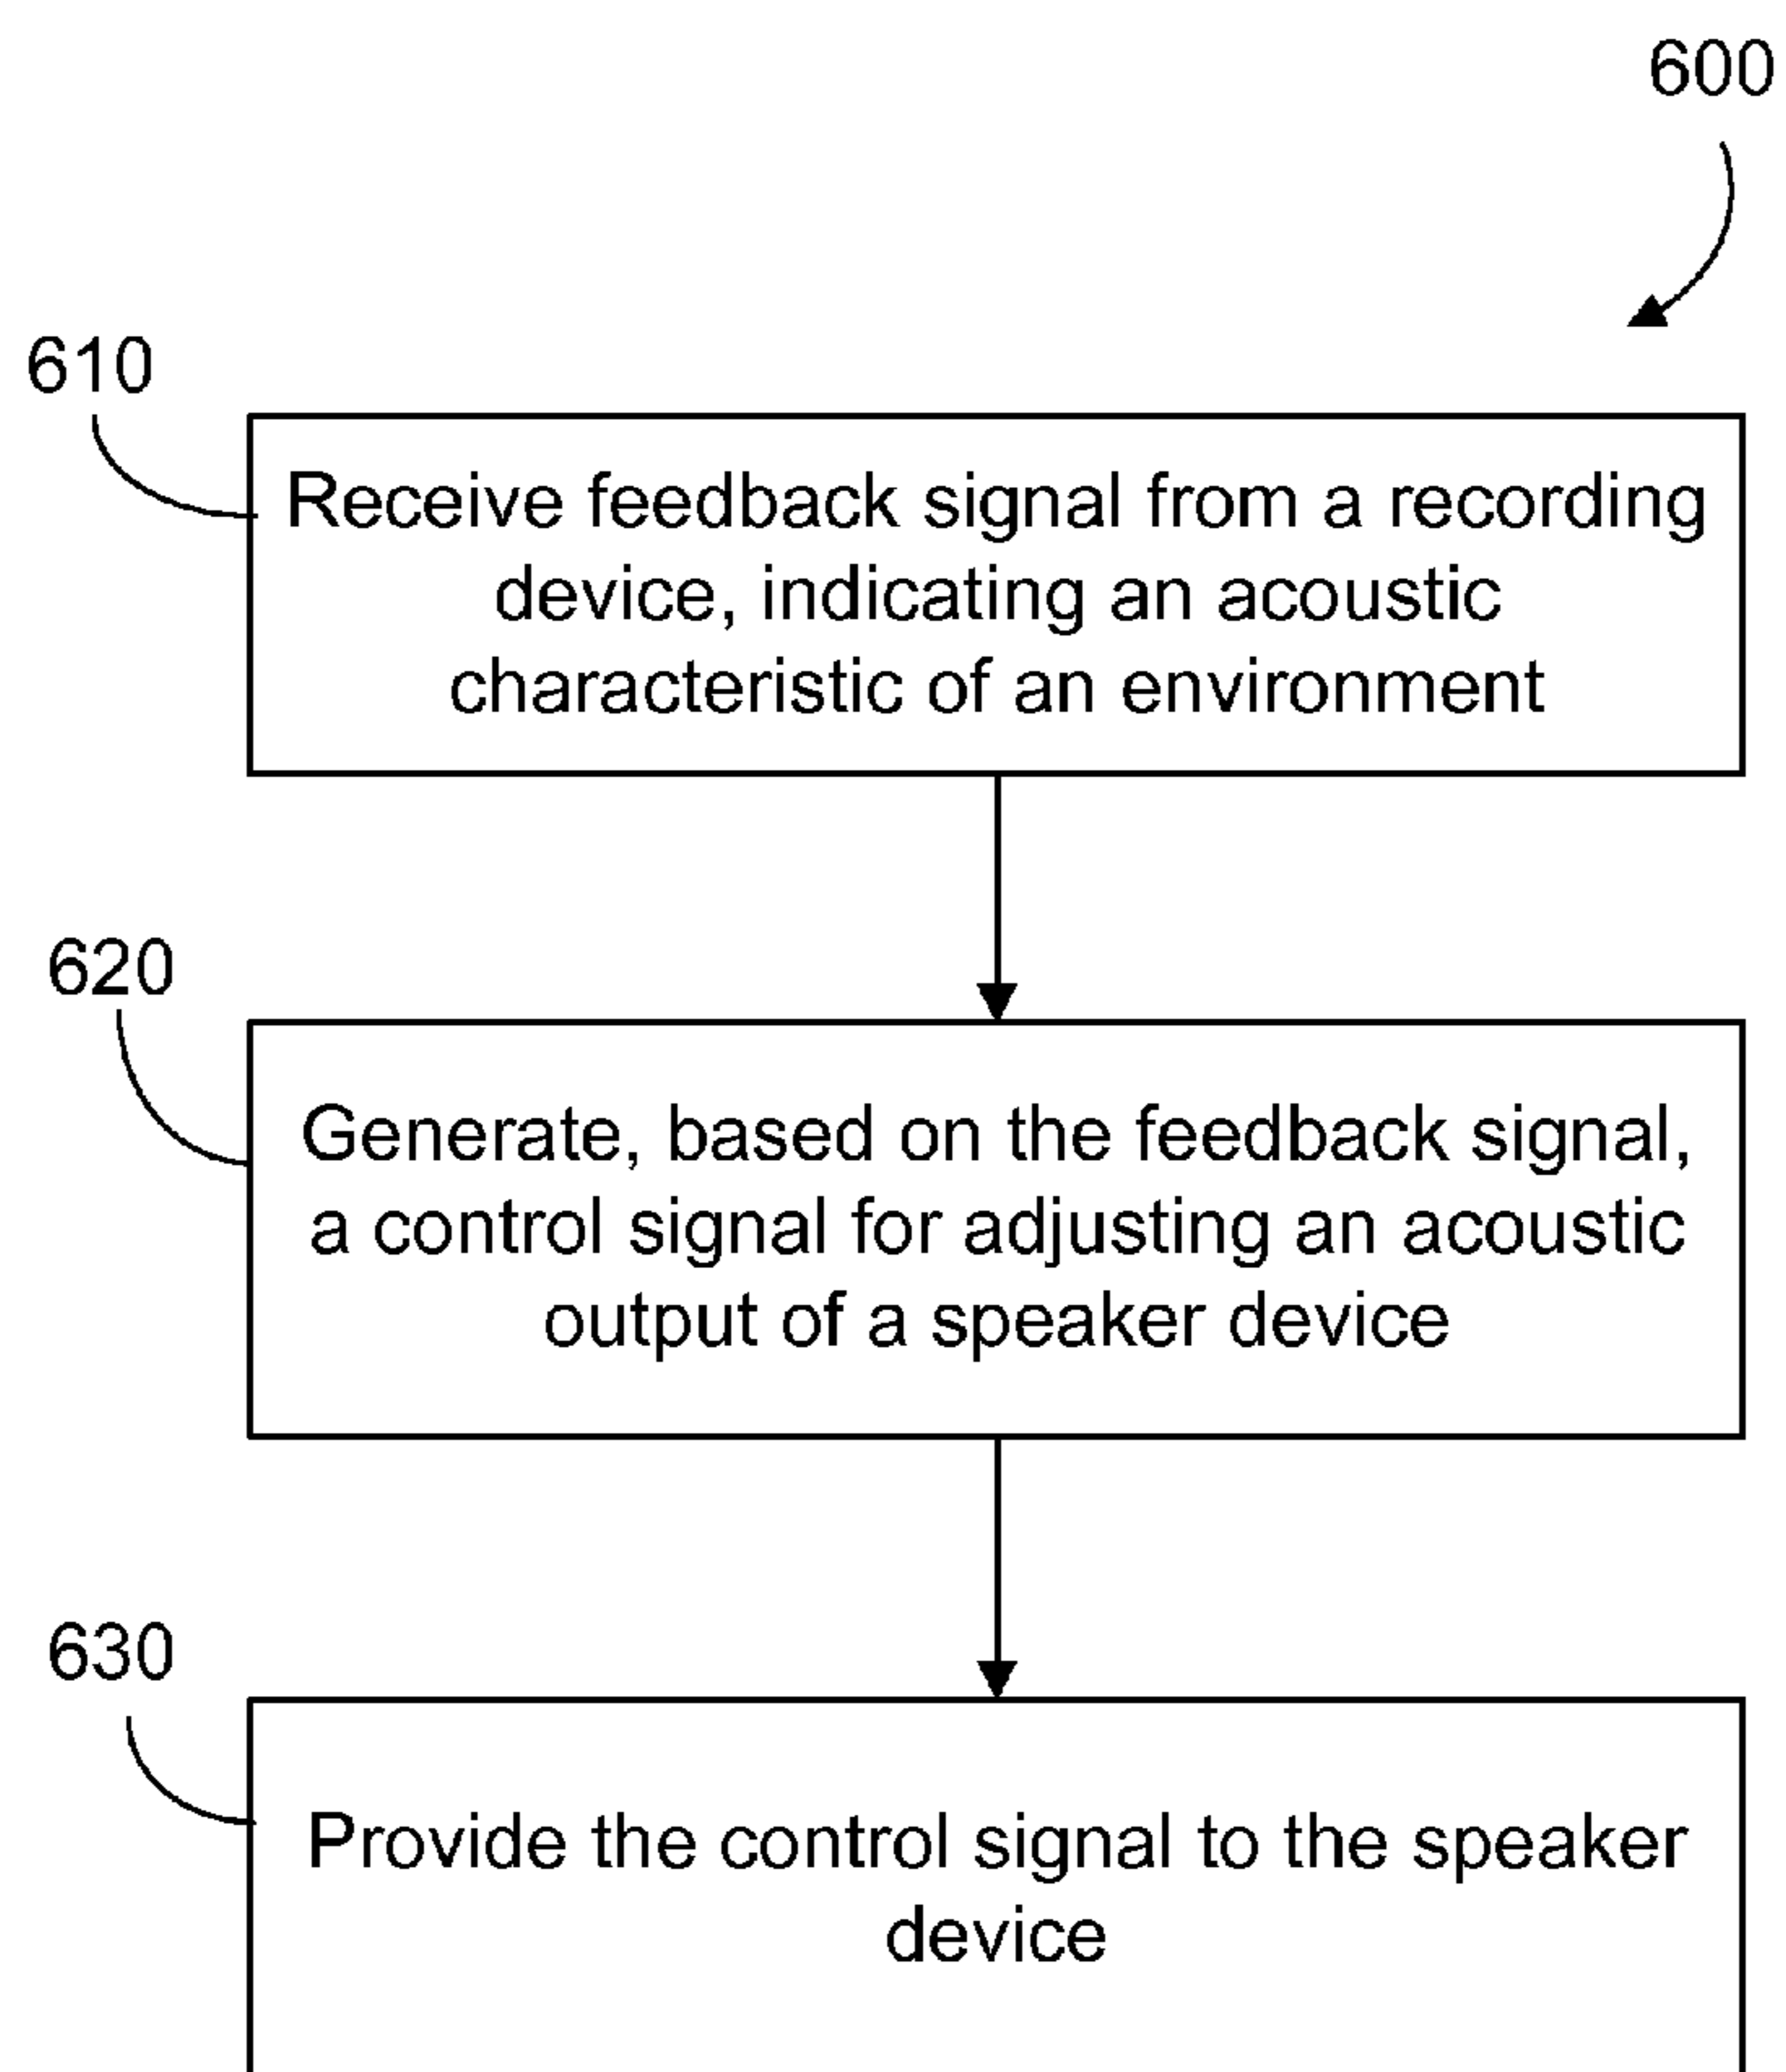 600
610
Receive feedback signal from a recording
device, indicating an acoustic
characteristic of an environment
620
Generate, based on the feedback signal,
a control signal for adjusting an acoustic
output of a speaker device
630
Provide the control signal to the speaker
device